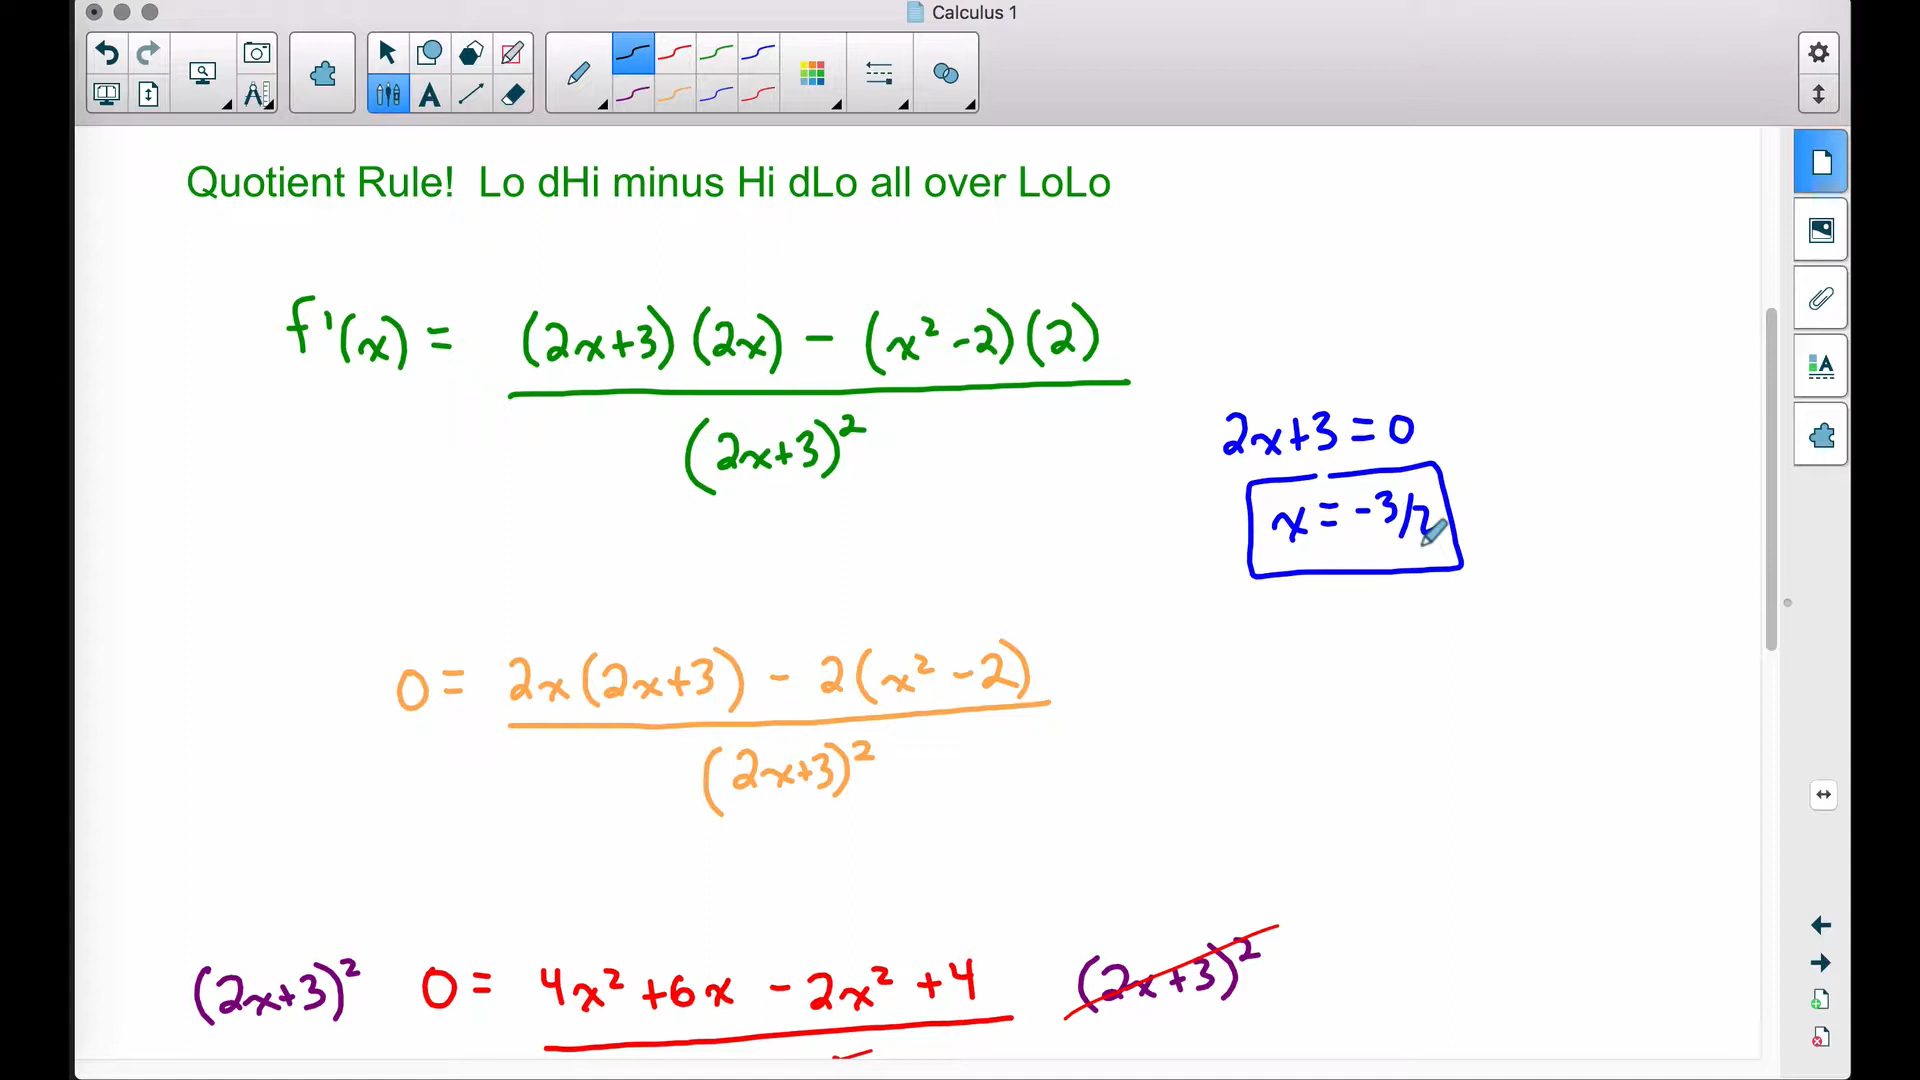 Calculus 1
Quotient Rule! Lo dHi minus Hi dLo all over LoLo
f'(x) = (2x+3)(2x) - (x² -2)(2)
(2x+3)²
2x+3 = 0
x = -3/2
0 = 2x(2x+3) - 2(x² -2)
(2x+3)²
(2x+3)² 0 = 4x² +6x - 2x² +4 (2x+3)²